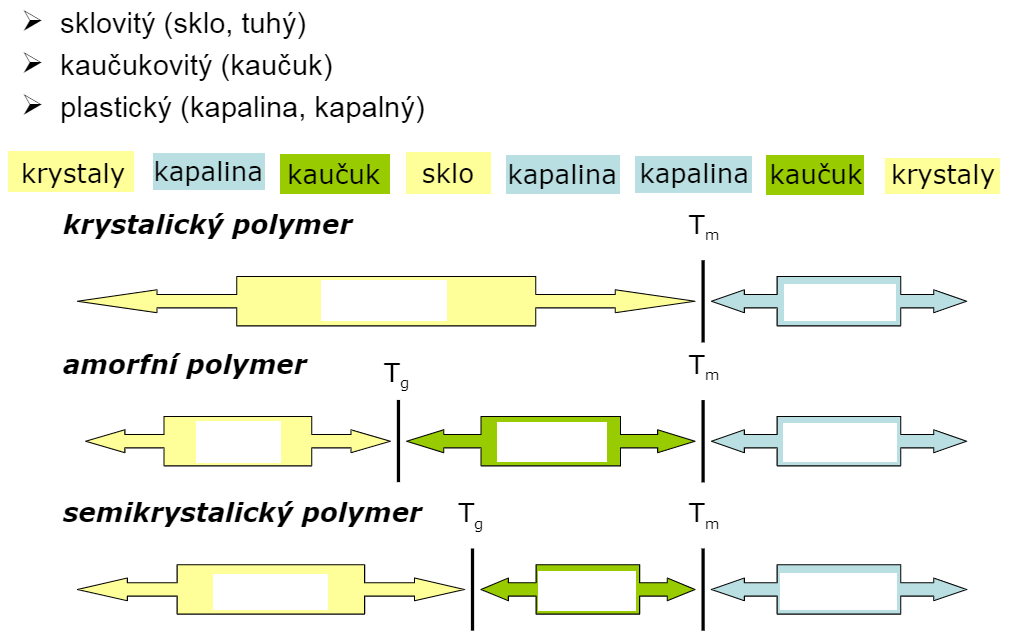 sklovitý (sklo, tuhý)
kaučukovitý (kaučuk)
plastický (kapalina, kapalný)
krystaly kapalina kaučuk sklo kapalina kapalina kaučuk krystaly
krystalický polymer Tm
amorfní polymer Tg Tm
semikrystalický polymer Tg Tm